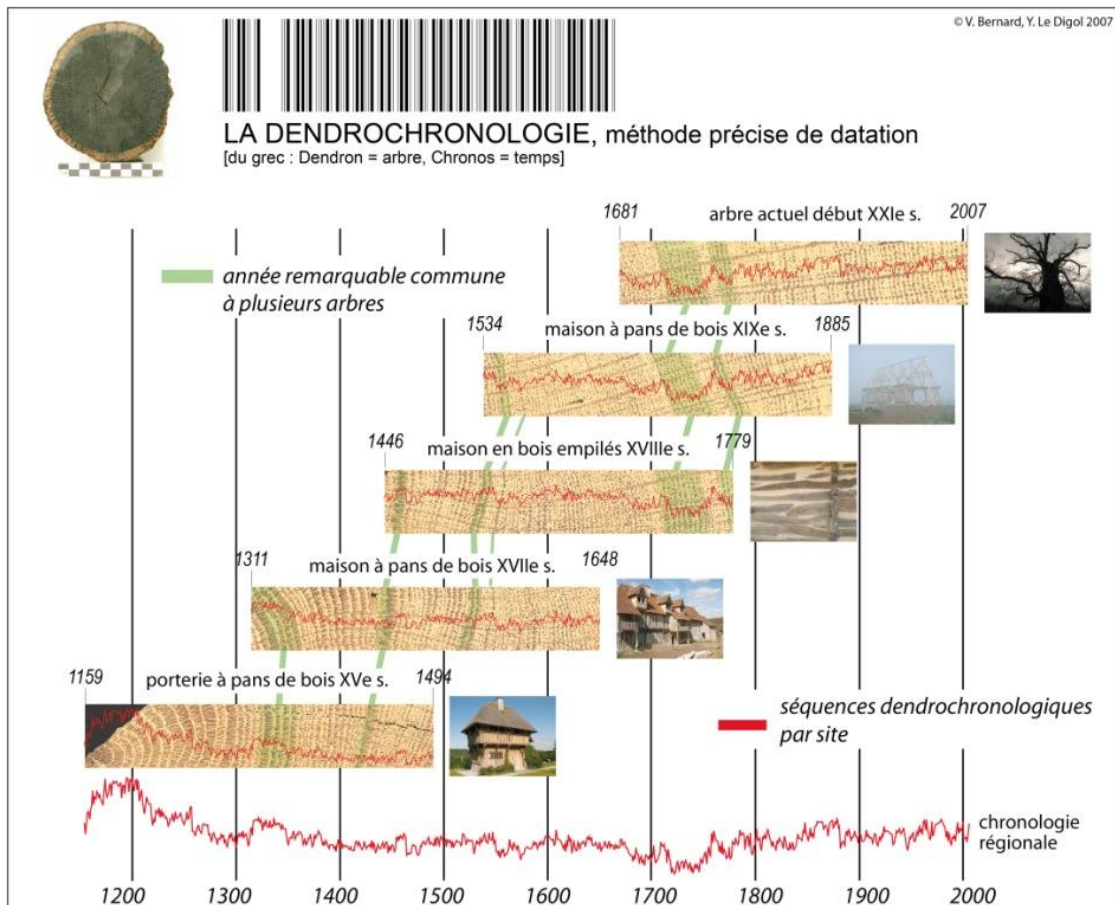 © V. Bernard, Y. Le Digol 2007
LA DENDROCHRONOLOGIE, méthode précise de datation
[du grec : Dendron = arbre, Chronos = temps]
1681 arbre actuel début XXIe s. 2007
année remarquable commune
à plusieurs arbres
1534 maison à pans de bois XIXe s. 1885
1446 maison en bois empilés XVIIIe s. 1779
1311 maison à pans de bois XVIIe s. 1648
1159 porterie à pans de bois XVe s. 1494
séquences dendrochronologiques
par site
chronologie
régionale
1200 1300 1400 1500 1600 1700 1800 1900 2000